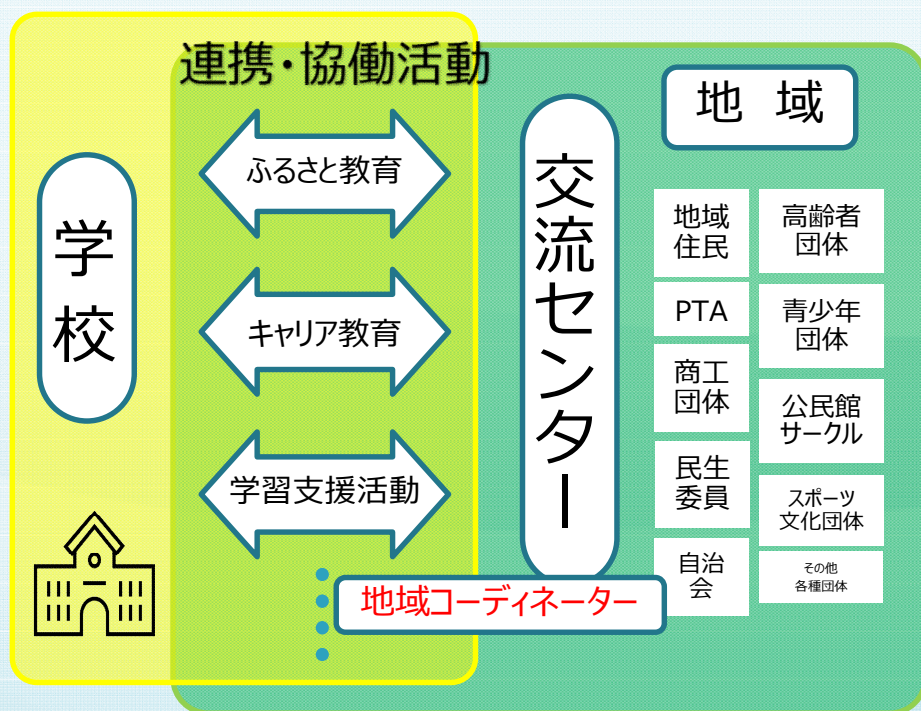 連携・協働活動
学校
ふるさと教育
キャリア教育
学習支援活動
交流センター
地域コーディネーター
地 域
地域
住民
高齢者
団体
PTA
青少年
団体
商工
団体
公民館
サークル
民生
委員
スポーツ
文化団体
自治
会
その他
各種団体